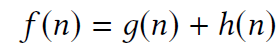 f(n) = g(n) + h(n)